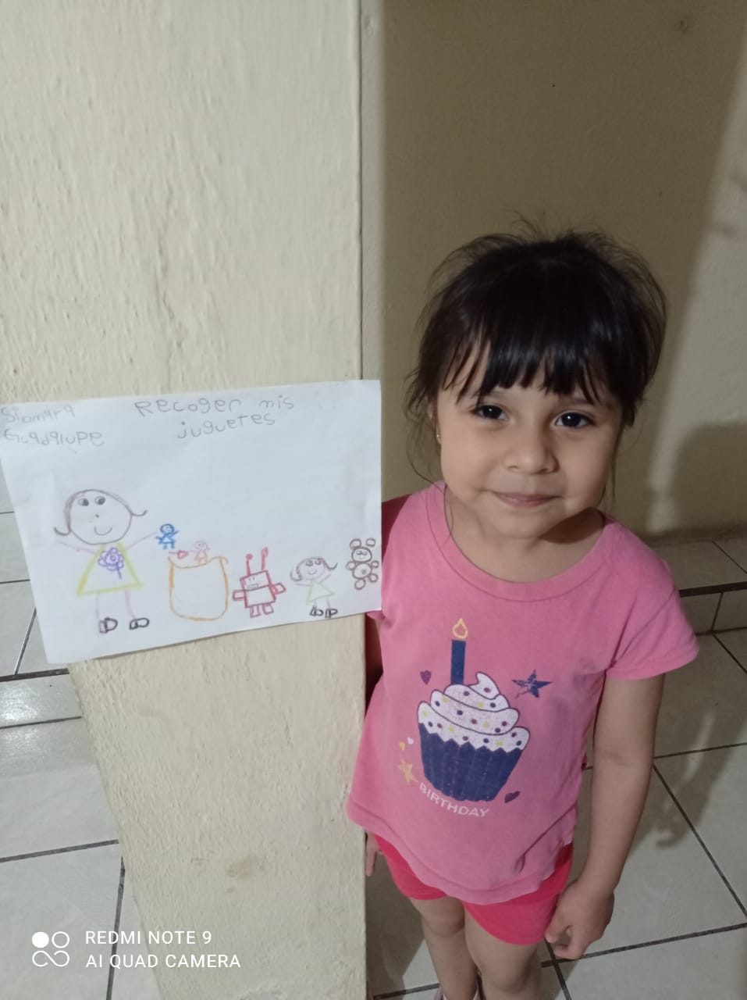 Siomara
Guadalupe
Recoger mis
juguetes
BIRTHDAY
REDMI NOTE 9
AI QUAD CAMERA